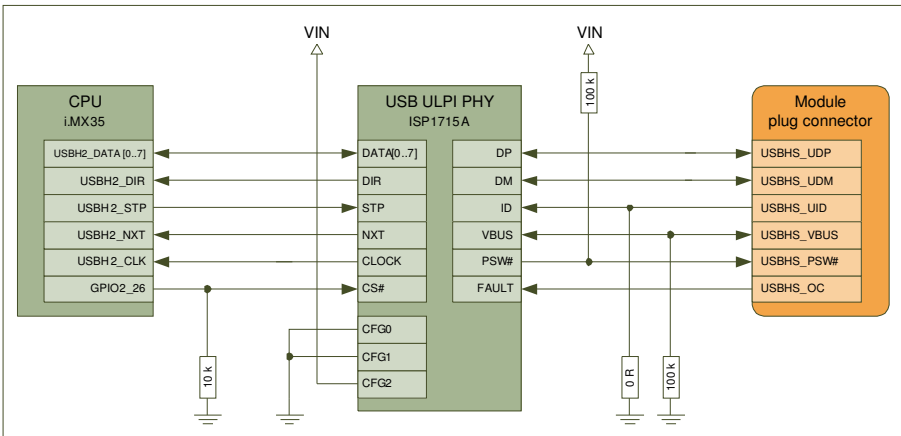 VIN
VIN
100 k
CPU
i.MX35
USBH2_DATA[0..7]
USBH2_DIR
USBH2_STP
USBH2_NXT
USBH2_CLK
GPIO2_26
10 k
USB ULPI PHY
ISP1715A
DATA[0..7]
DIR
STP
NXT
CLOCK
CS#
CFG0
CFG1
CFG2
DP
DM
ID
VBUS
PSW#
FAULT
0 R
100 k
Module
plug connector
USBHS_UDP
USBHS_UDM
USBHS_UID
USBHS_VBUS
USBHS_PSW#
USBHS_OC